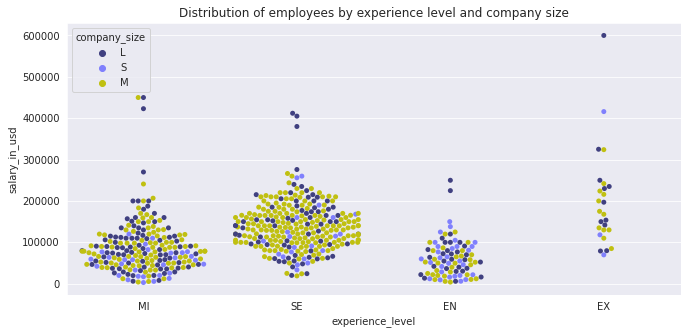 Distribution of employees by experience level and company size
company_size
L
S
M
600000
500000
400000
300000
200000
100000
0
salary_in_usd
MI SE EN EX
experience_level